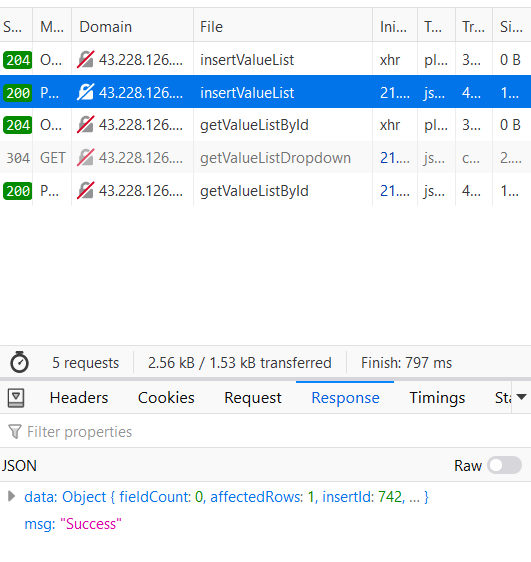 S... M... Domain File Ini... T... Tr... Si...
204 O... 43.228.126.... insertValueList xhr pl... 3... 0 B
200 P... 43.228.126.... insertValueList 21.... js... 4... 1...
204 O... 43.228.126.... getValueListById xhr pl... 3... 0 B
304 GET 43.228.126.... getValueListDropdown 21.... js... c... 2...
200 P... 43.228.126.... getValueListById 21.... js... 4... 1...
5 requests 2.56 kB / 1.53 kB transferred Finish: 797 ms
Headers Cookies Request Response Timings Sta
Filter properties
JSON Raw
data: Object { fieldCount: 0, affectedRows: 1, insertId: 742, ... }
msg: "Success"